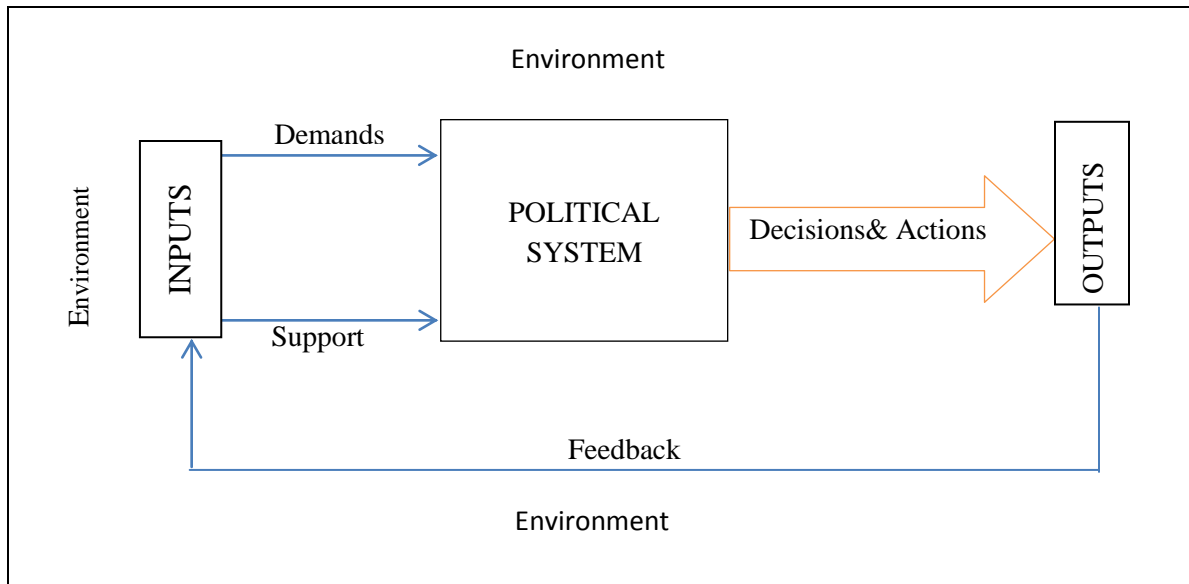 Environment
Demands
Environment
INPUTS
POLITICAL
SYSTEM
Decisions& Actions
OUTPUTS
Support
Feedback
Environment